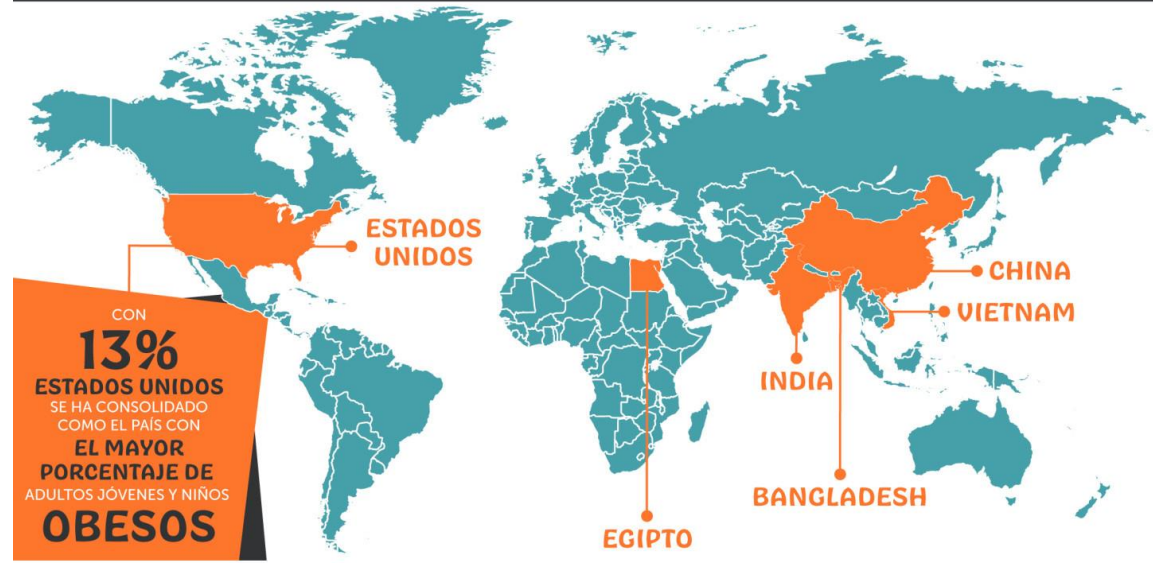 ESTADOS
UNIDOS
CHINA
VIETNAM
INDIA
BANGLADESH
EGIPTO
CON
13%
ESTADOS UNIDOS
SE HA CONSOLIDADO
COMO EL PAÍS CON
EL MAYOR
PORCENTAJE DE
ADULTOS JÓVENES Y NIÑOS
OBESOS